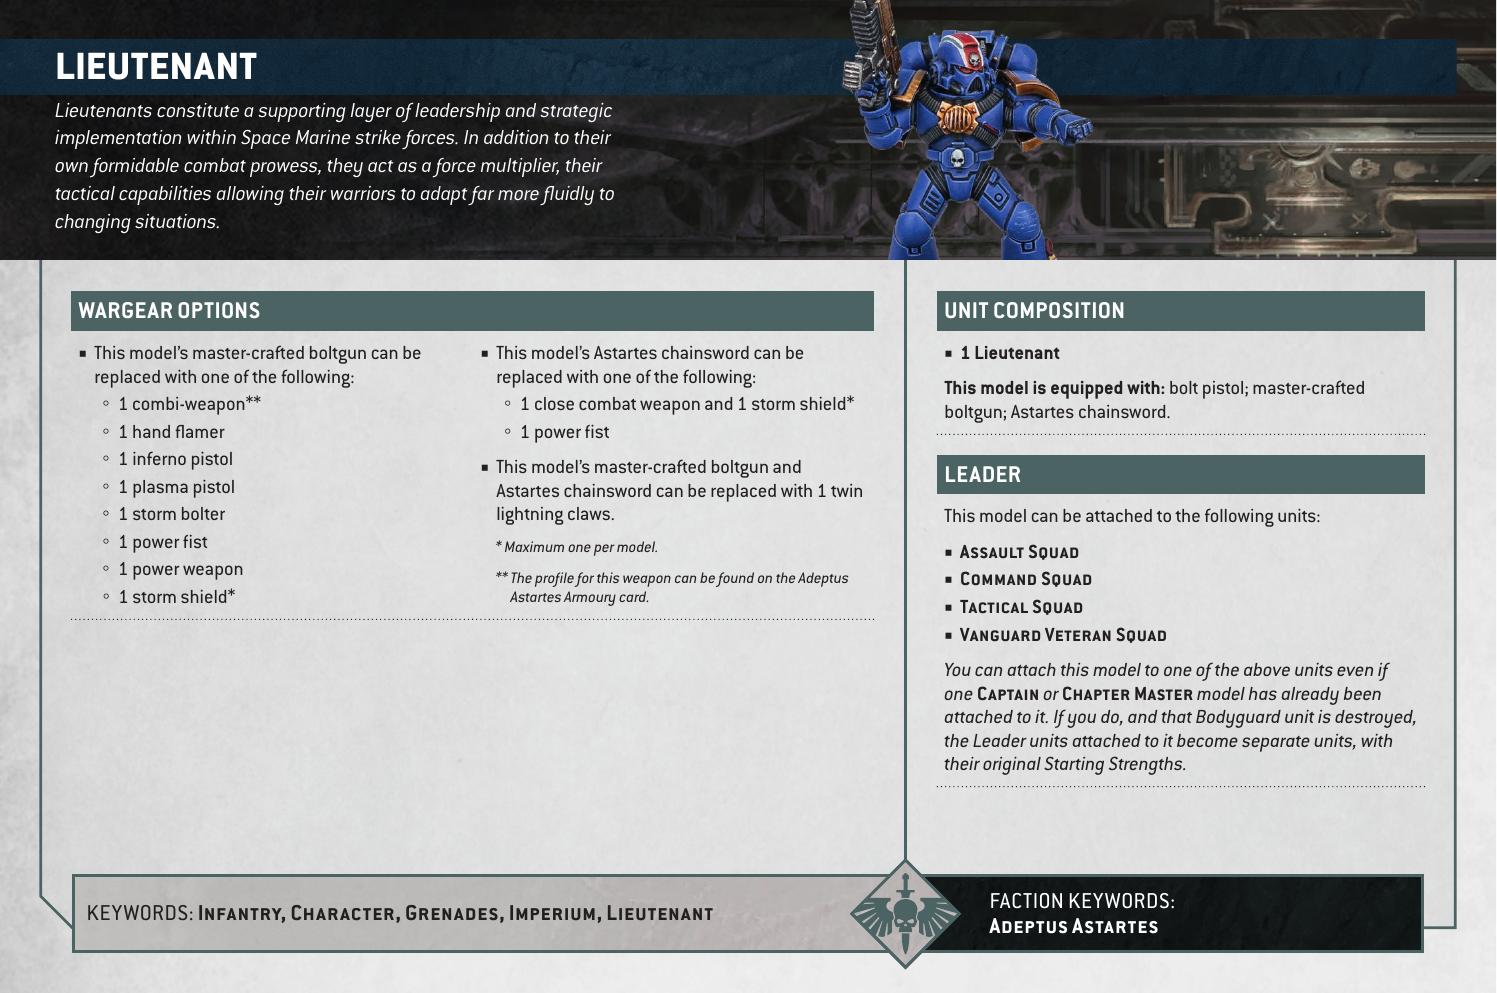 LIEUTENANT
Lieutenants constitute a supporting layer of leadership and strategic
implementation within Space Marine strike forces. In addition to their
own formidable combat prowess, they act as a force multiplier, their
tactical capabilities allowing their warriors to adapt far more fluidly to
changing situations.
WARGEAR OPTIONS
▪ This model’s master-crafted boltgun can be
replaced with one of the following:
◦ 1 combi-weapon**
◦ 1 hand flamer
◦ 1 inferno pistol
◦ 1 plasma pistol
◦ 1 storm bolter
◦ 1 power fist
◦ 1 power weapon
◦ 1 storm shield*
▪ This model’s Astartes chainsword can be
replaced with one of the following:
◦ 1 close combat weapon and 1 storm shield*
◦ 1 power fist
▪ This model’s master-crafted boltgun and
Astartes chainsword can be replaced with 1 twin
lightning claws.
* Maximum one per model.
** The profile for this weapon can be found on the Adeptus
Astartes Armoury card.
UNIT COMPOSITION
▪ 1 Lieutenant
This model is equipped with: bolt pistol; master-crafted
boltgun; Astartes chainsword.
LEADER
This model can be attached to the following units:
▪ Assault Squad
▪ Command Squad
▪ Tactical Squad
▪ Vanguard Veteran Squad
You can attach this model to one of the above units even if
one Captain or Chapter Master model has already been
attached to it. If you do, and that Bodyguard unit is destroyed,
the Leader units attached to it become separate units, with
their original Starting Strengths.
KEYWORDS: Infantry, Character, Grenades, Imperium, Lieutenant
FACTION KEYWORDS:
Adeptus Astartes